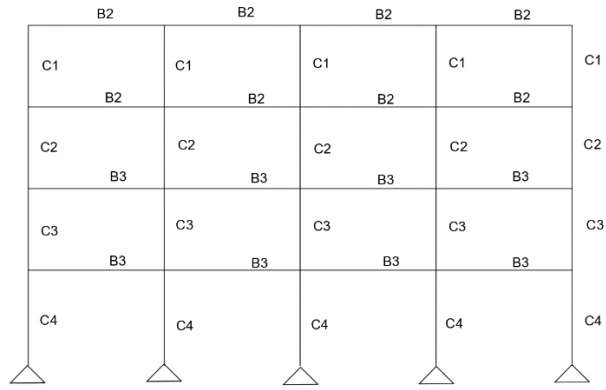 B2 B2 B2 B2
C1 C1 C1 C1 C1
B2 B2 B2 B2
C2 C2 C2 C2 C2
B3 B3 B3 B3
C3 C3 C3 C3 C3
B3 B3 B3 B3
C4 C4 C4 C4 C4